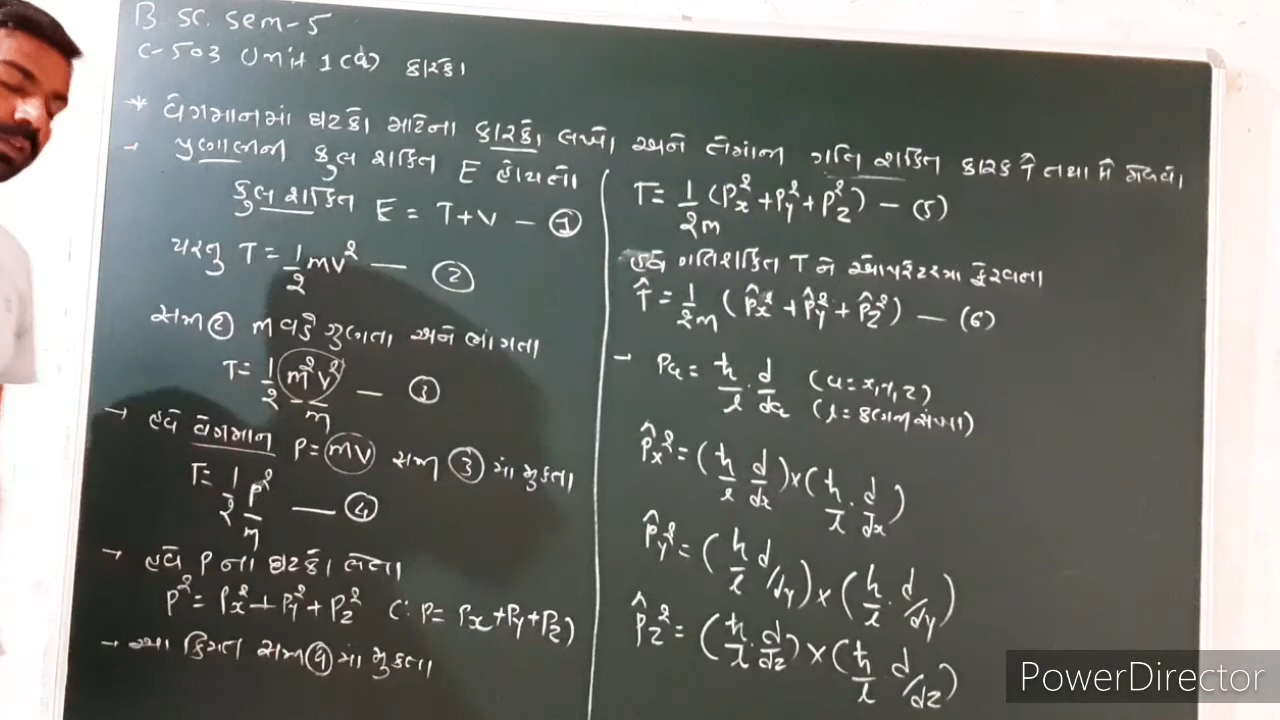 B. SC. Sem-5
C-503 Unit 1(a) કારકો
* વેગમાનમાં ઘટકો માટેના કારકો લખો અને તેમાંના ગતિ શક્તિ કારક T̂ તથા મેળવો.
- પ્રણાલીની કુલ શક્તિ E હોયતો
કુલ શક્તિ E = T+V — ①
પરંતુ T = 1/2 mv² — ②
સમી ② m વડે ગુણતા અને ભાંગતા
T = 1/2 m²v²/m — ③
→ હવે વેગમાન P = mv સમી ③ માં મુકતા
T = 1/2 P²/m — ④
→ હવે P ના ઘટકો લેતા
P² = Px² + Py² + Pz² (∵ P = Px+Py+Pz)
→ આ કિંમત સમી ④ માં મુકતા
T = 1/2m (Px² + Py² + Pz²) — (5)
હવે ગતિશક્તિ T ને ઓપરેટરમા ફેરવતા
T̂ = 1/2m (P̂x² + P̂y² + P̂z²) — (6)
→ Pq = ħ/i · d/dq (q = x, y, z)
(i = કાલ્પનિક સંખ્યા)
P̂x² = (ħ/i d/dx) × (ħ/i · d/dx)
P̂y² = (ħ/i d/dy) × (ħ/i · d/dy)
P̂z² = (ħ/i · d/dz) × (ħ/i d/dz)
PowerDirector